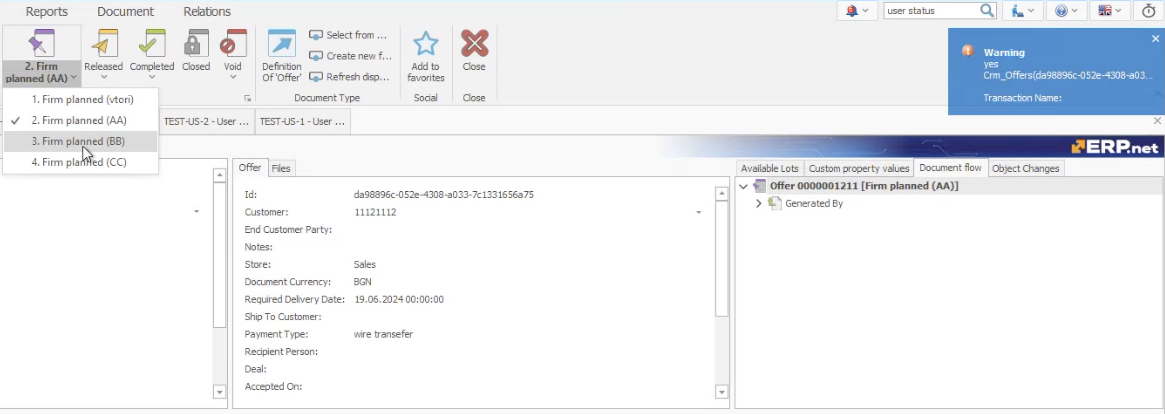 Reports Document Relations
user status
2. Firm planned (AA)
Released
Completed
Closed
Void
Definition Of 'Offer'
Select from ...
Create new f...
Refresh disp...
Add to favorites
Close
Document Type
Social
Close
Warning
yes
Crm_Offers(da98896c-052e-4308-a03...
Transaction Name:
1. Firm planned (vtori)
2. Firm planned (AA)
3. Firm planned (BB)
4. Firm planned (CC)
TEST-US-2 - User ...
TEST-US-1 - User ...
ERP.net
Offer Files
Id: da98896c-052e-4308-a033-7c1331656a75
Customer: 11121112
End Customer Party:
Notes:
Store: Sales
Document Currency: BGN
Required Delivery Date: 19.06.2024 00:00:00
Ship To Customer:
Payment Type: wire transefer
Recipient Person:
Deal:
Accepted On:
Available Lots Custom property values Document flow Object Changes
Offer 0000001211 [Firm planned (AA)]
Generated By